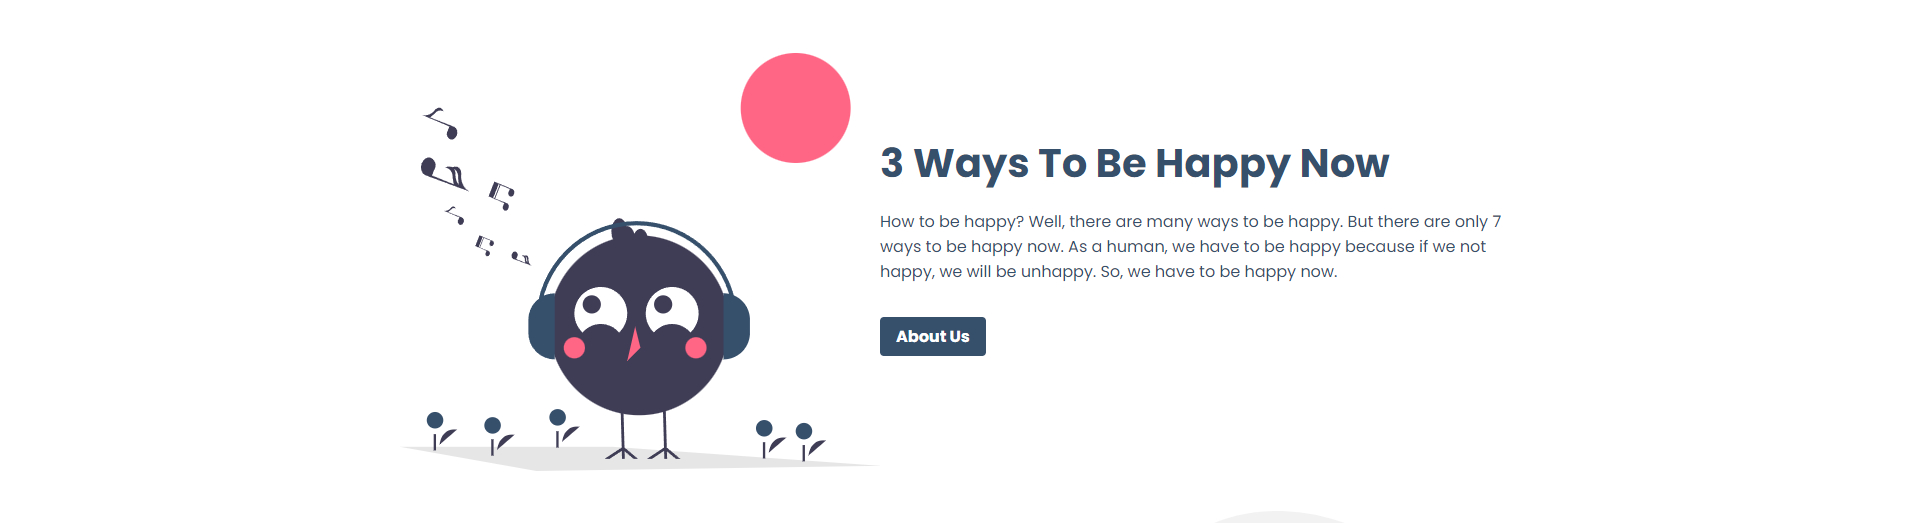 3 Ways To Be Happy Now
How to be happy? Well, there are many ways to be happy. But there are only 7
ways to be happy now. As a human, we have to be happy because if we not
happy, we will be unhappy. So, we have to be happy now.
About Us